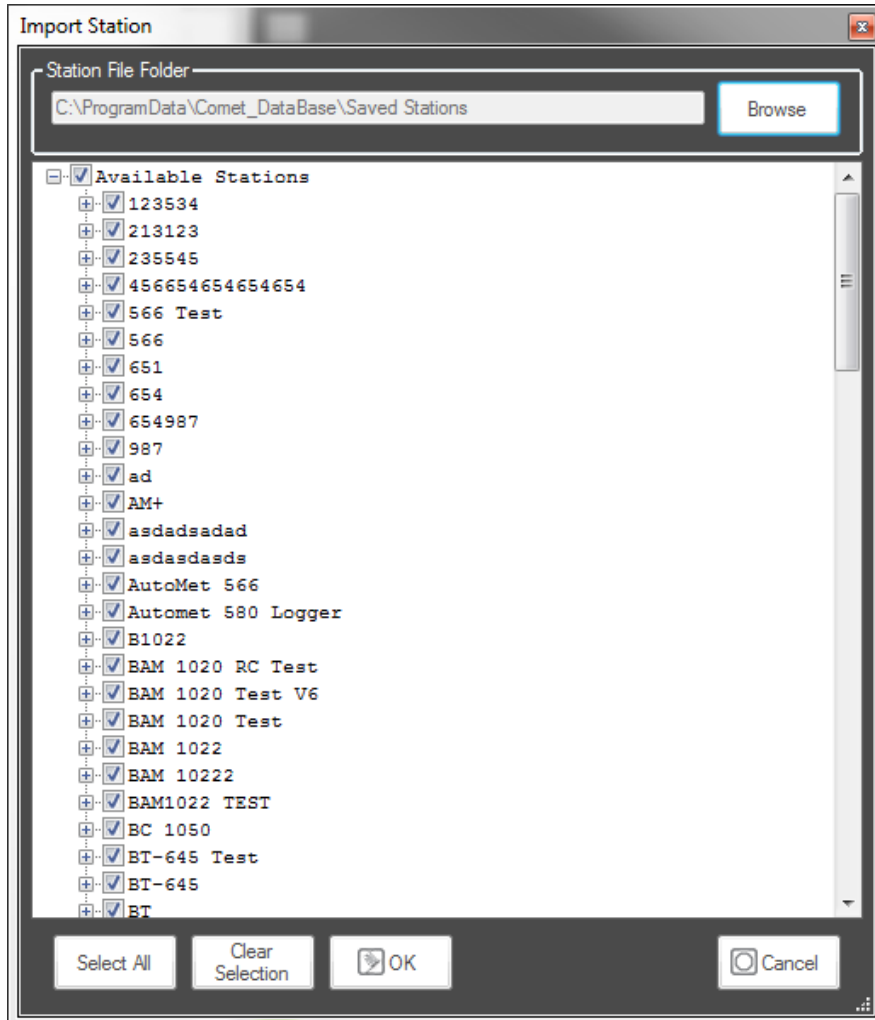 Import Station
Station File Folder
C:\ProgramData\Comet_DataBase\Saved Stations
Browse
Available Stations
123534
213123
235545
456654654654654
566 Test
566
651
654
654987
987
ad
AM+
asdadsadad
asdasdasds
AutoMet 566
Automet 580 Logger
B1022
BAM 1020 RC Test
BAM 1020 Test V6
BAM 1020 Test
BAM 1022
BAM 10222
BAM1022 TEST
BC 1050
BT-645 Test
BT-645
BT
Select All
Clear
Selection
OK
Cancel